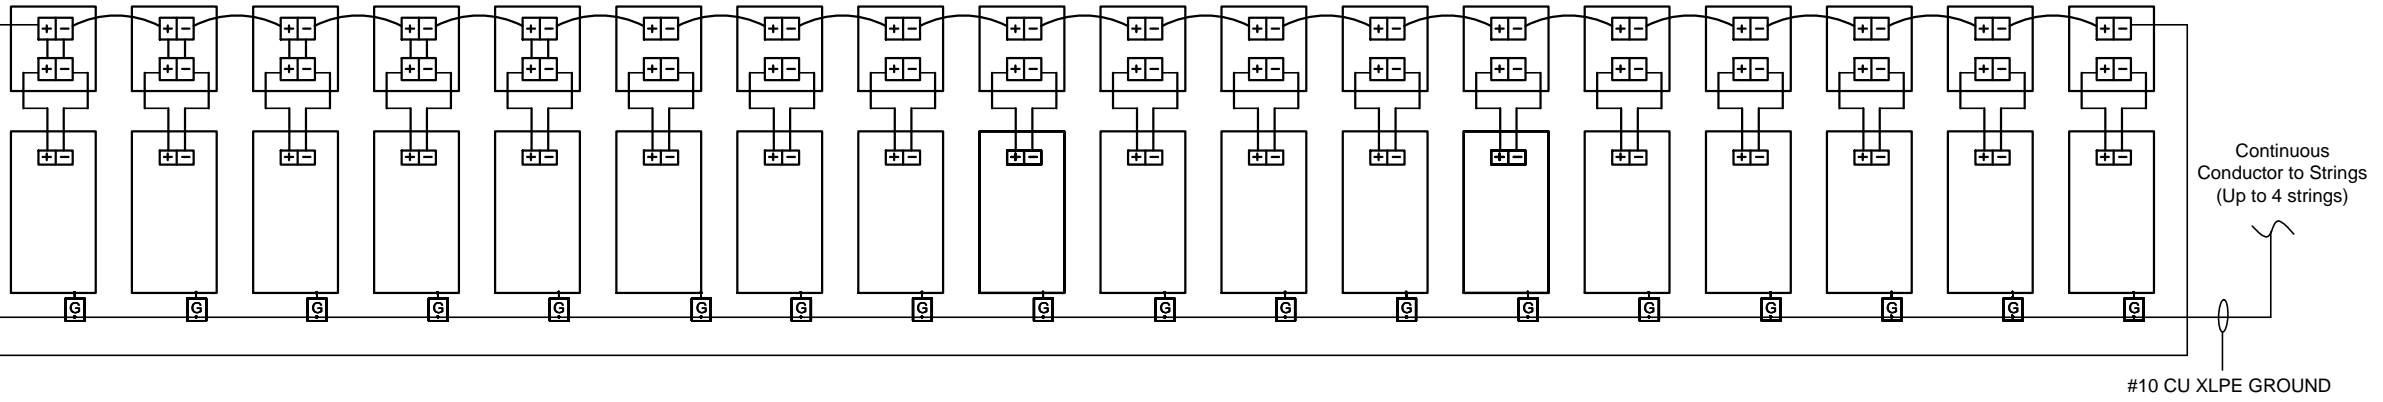 + - + - + - + - + - + - + - + - + - + - + - + - + - + - + - + - + - + -
+ - + - + - + - + - + - + - + - + - + - + - + - + - + - + - + - + - + -
+ - + - + - + - + - + - + - + - + - + - + - + - + - + - + - + - + - + -
Continuous
Conductor to Strings
(Up to 4 strings)
G G G G G G G G G G G G G G G G G G
#10 CU XLPE GROUND